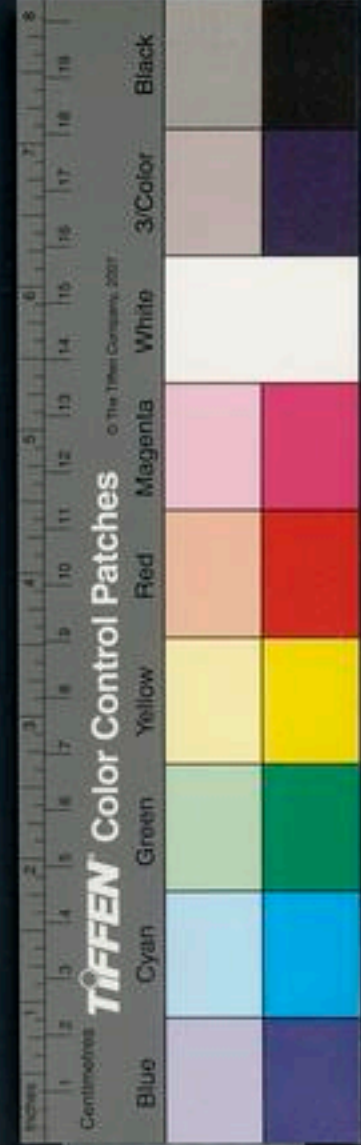 Inches 1 2 3 4 5 6 7 8
Centimetres 1 2 3 4 5 6 7 8 9 10 11 12 13 14 15 16 17 18 19
TIFFEN Color Control Patches © The Tiffen Company, 2007
Blue Cyan Green Yellow Red Magenta White 3/Color Black